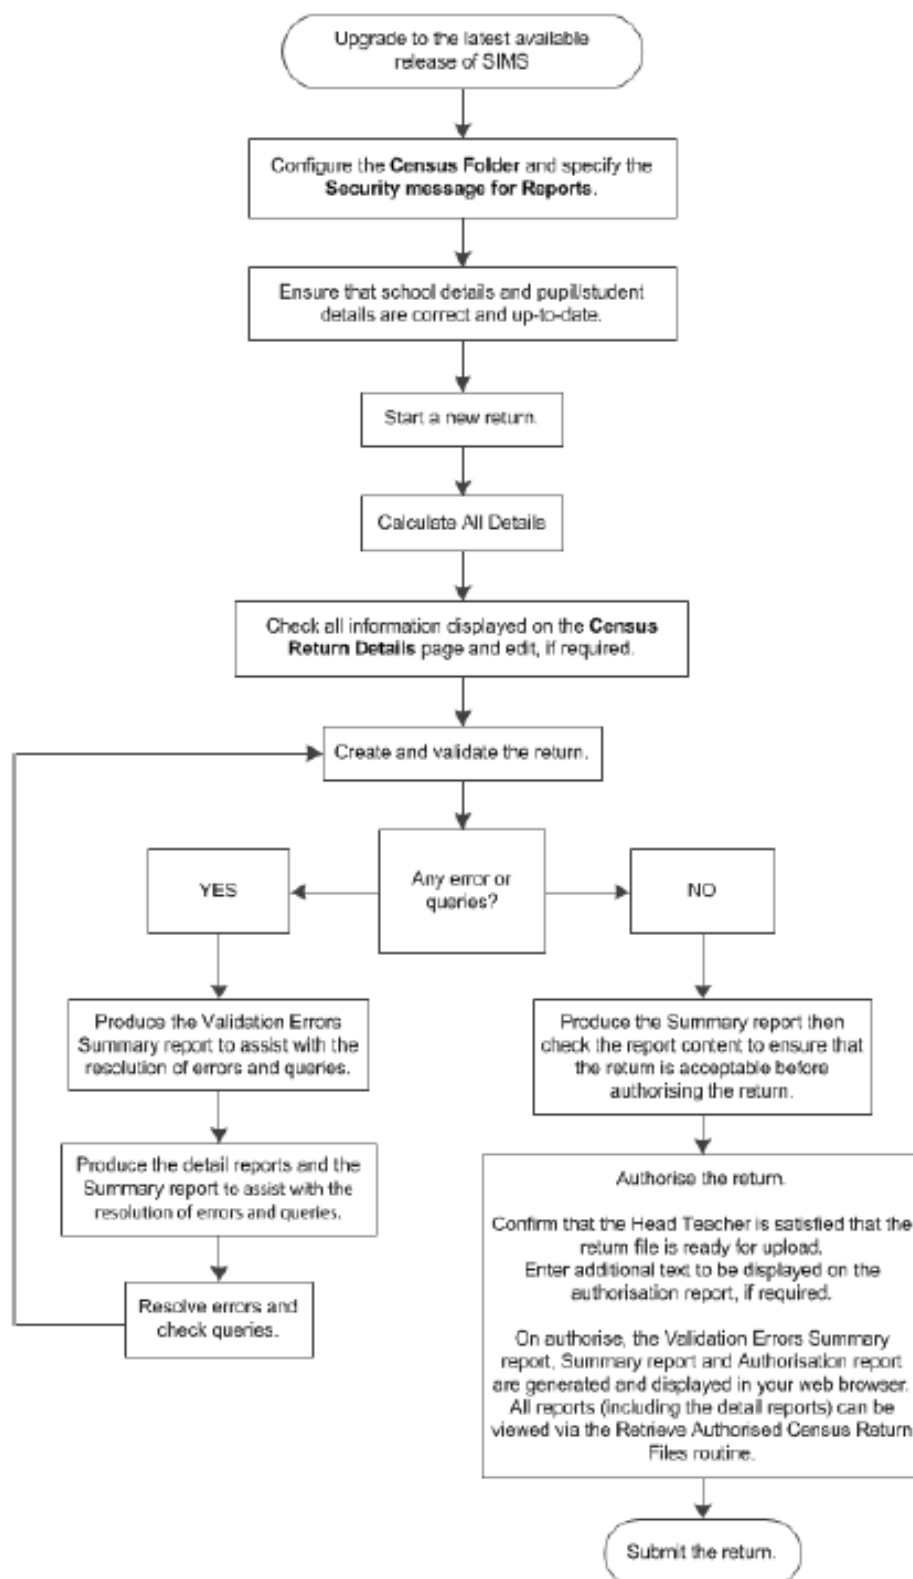 Upgrade to the latest available
release of SIMS
Configure the Census Folder and specify the
Security message for Reports.
Ensure that school details and pupil/student
details are correct and up-to-date.
Start a new return.
Calculate All Details
Check all information displayed on the Census
Return Details page and edit, if required.
Create and validate the return.
Any error or
queries?
YES
NO
Produce the Validation Errors
Summary report to assist with the
resolution of errors and queries.
Produce the detail reports and the
Summary report to assist with the
resolution of errors and queries.
Resolve errors and
check queries.
Produce the Summary report then
check the report content to ensure that
the return is acceptable before
authorising the return.
Authorise the return.
Confirm that the Head Teacher is satisfied that the
return file is ready for upload.
Enter additional text to be displayed on the
authorisation report, if required.
On authorise, the Validation Errors Summary
report, Summary report and Authorisation report
are generated and displayed in your web browser.
All reports (including the detail reports) can be
viewed via the Retrieve Authorised Census Return
Files routine.
Submit the return.